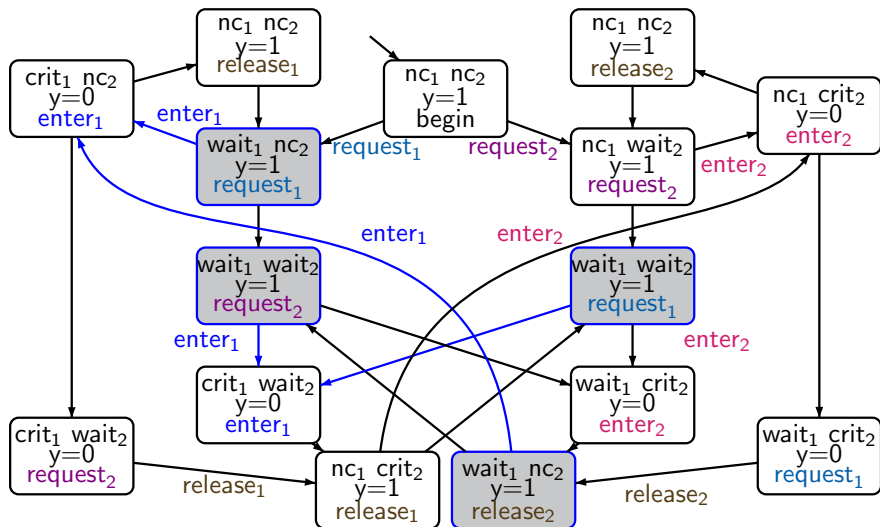 nc₁ nc₂
y=1
release₁
nc₁ nc₂
y=1
begin
nc₁ nc₂
y=1
release₂
crit₁ nc₂
y=0
enter₁
nc₁ crit₂
y=0
enter₂
enter₁
wait₁ nc₂
y=1
request₁
request₁
request₂
nc₁ wait₂
y=1
request₂
enter₂
enter₁
enter₂
wait₁ wait₂
y=1
request₂
wait₁ wait₂
y=1
request₁
enter₁
enter₂
crit₁ wait₂
y=0
enter₁
wait₁ crit₂
y=0
enter₂
crit₁ wait₂
y=0
request₂
release₁
nc₁ crit₂
y=1
release₁
wait₁ nc₂
y=1
release₂
release₂
wait₁ crit₂
y=0
request₁